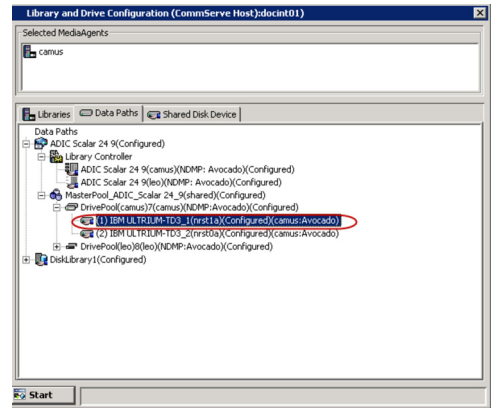 Library and Drive Configuration (CommServe Host):docint01)
Selected MediaAgents
camus
Libraries Data Paths Shared Disk Device
Data Paths
ADIC Scalar 24 9(Configured)
Library Controller
ADIC Scalar 24 9(camus)(NDMP: Avocado)(Configured)
ADIC Scalar 24 9(leo)(NDMP: Avocado)(Configured)
MasterPool_ADIC_Scalar 24_9(shared)(Configured)
DrivePool(camus)7(camus)(NDMP:Avocado)(Configured)
(1) IBM ULTRIUM-TD3_1(nrst1a)(Configured)(camus:Avocado)
(2) IBM ULTRIUM-TD3_2(nrst0a)(Configured)(camus:Avocado)
DrivePool(leo)8(leo)(NDMP:Avocado)(Configured)
DiskLibrary1(Configured)
Start